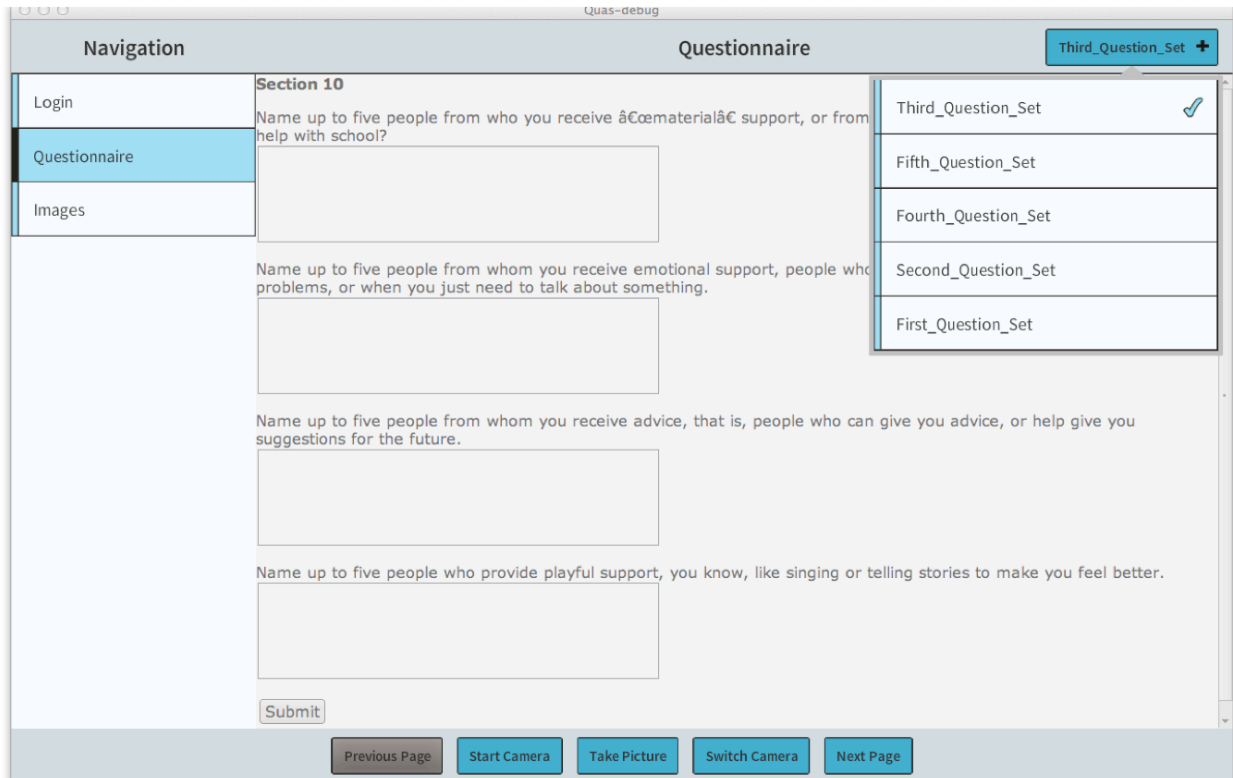 Quas-debug
Navigation
Questionnaire
Third_Question_Set +
Login
Questionnaire
Images
Section 10
Name up to five people from who you receive â€œmaterialâ€ support, or from
help with school?
Name up to five people from whom you receive emotional support, people who
problems, or when you just need to talk about something.
Name up to five people from whom you receive advice, that is, people who can give you advice, or help give you
suggestions for the future.
Name up to five people who provide playful support, you know, like singing or telling stories to make you feel better.
Submit
Third_Question_Set
Fifth_Question_Set
Fourth_Question_Set
Second_Question_Set
First_Question_Set
Previous Page
Start Camera
Take Picture
Switch Camera
Next Page